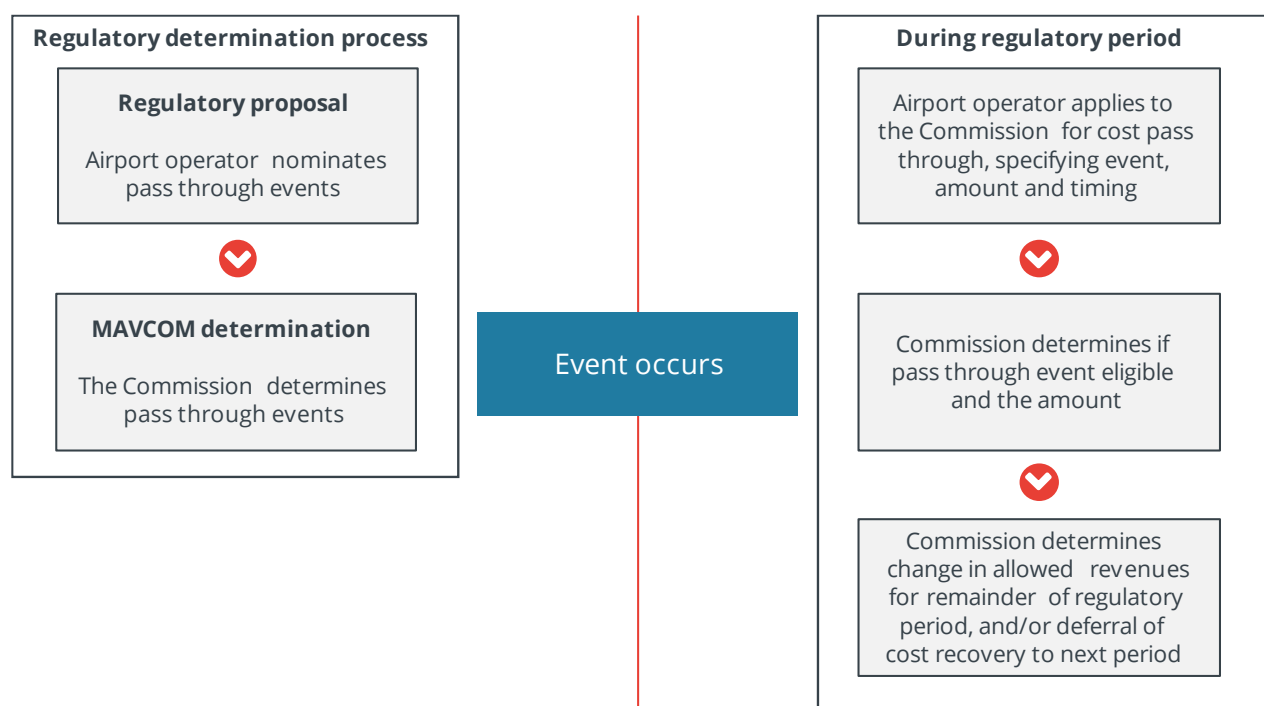 Regulatory determination process
Regulatory proposal
Airport operator nominates
pass through events
MAVCOM determination
The Commission determines
pass through events
Event occurs
During regulatory period
Airport operator applies to
the Commission for cost pass
through, specifying event,
amount and timing
Commission determines if
pass through event eligible
and the amount
Commission determines
change in allowed revenues
for remainder of regulatory
period, and/or deferral of
cost recovery to next period